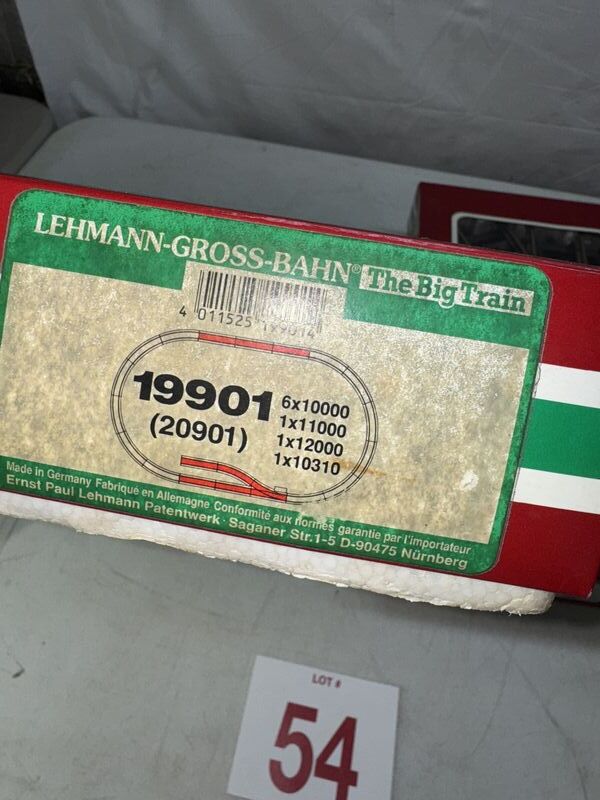 LEHMANN-GROSS-BAHN® The Big Train
4 011525 199014
19901
(20901)
6x10000
1x11000
1x12000
1x10310
Made in Germany Fabriqué en Allemagne Conformité aux normes garantie par l'importateur
Ernst Paul Lehmann Patentwerk · Saganer Str.1-5 D-90475 Nürnberg
LOT #
54